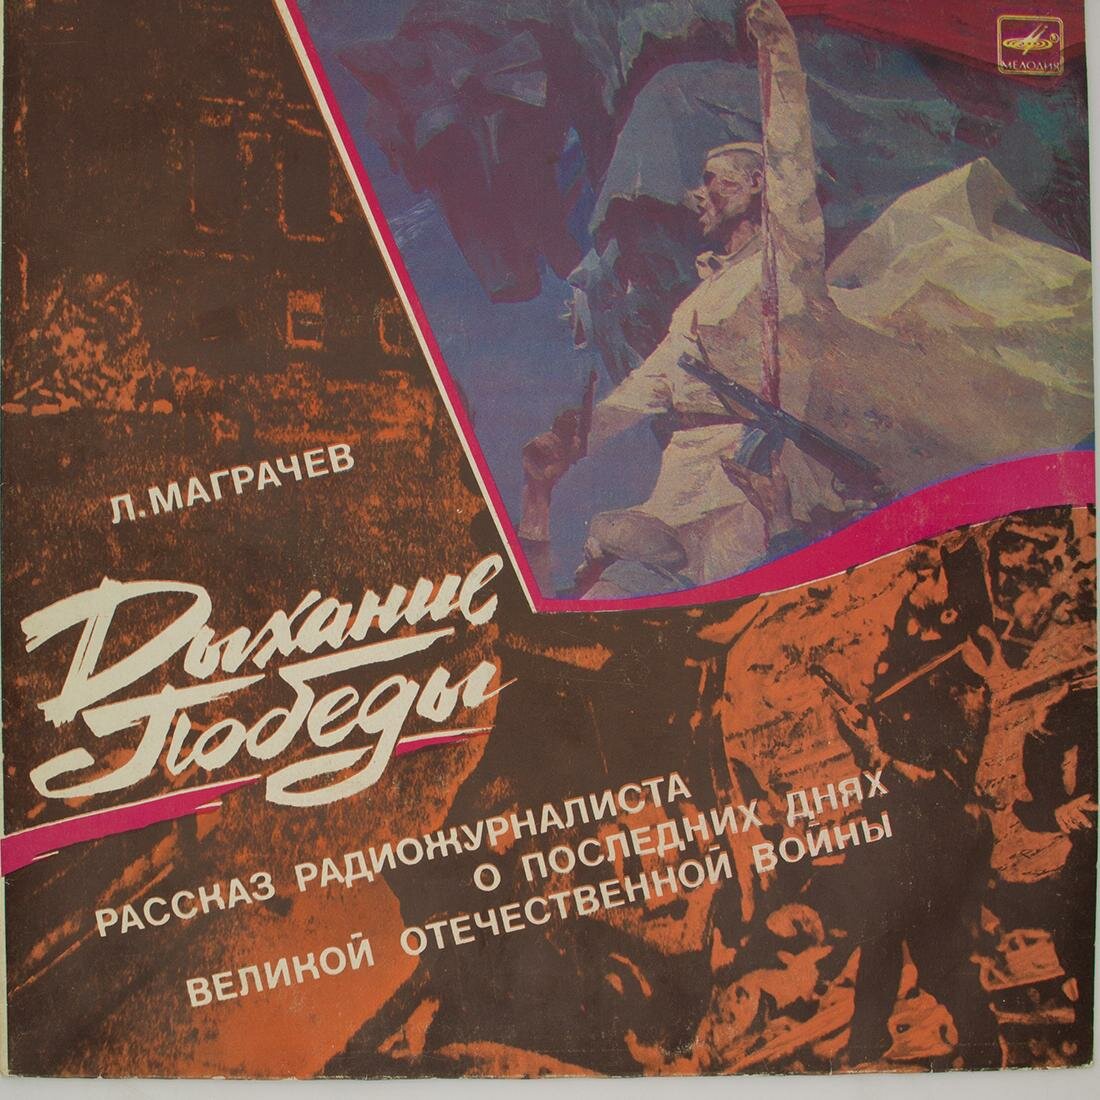 МЕЛОДИЯ
Л. МАГРАЧЕВ
Дыхание
Победы
РАССКАЗ РАДИОЖУРНАЛИСТА
О ПОСЛЕДНИХ ДНЯХ
ВЕЛИКОЙ ОТЕЧЕСТВЕННОЙ ВОЙНЫ